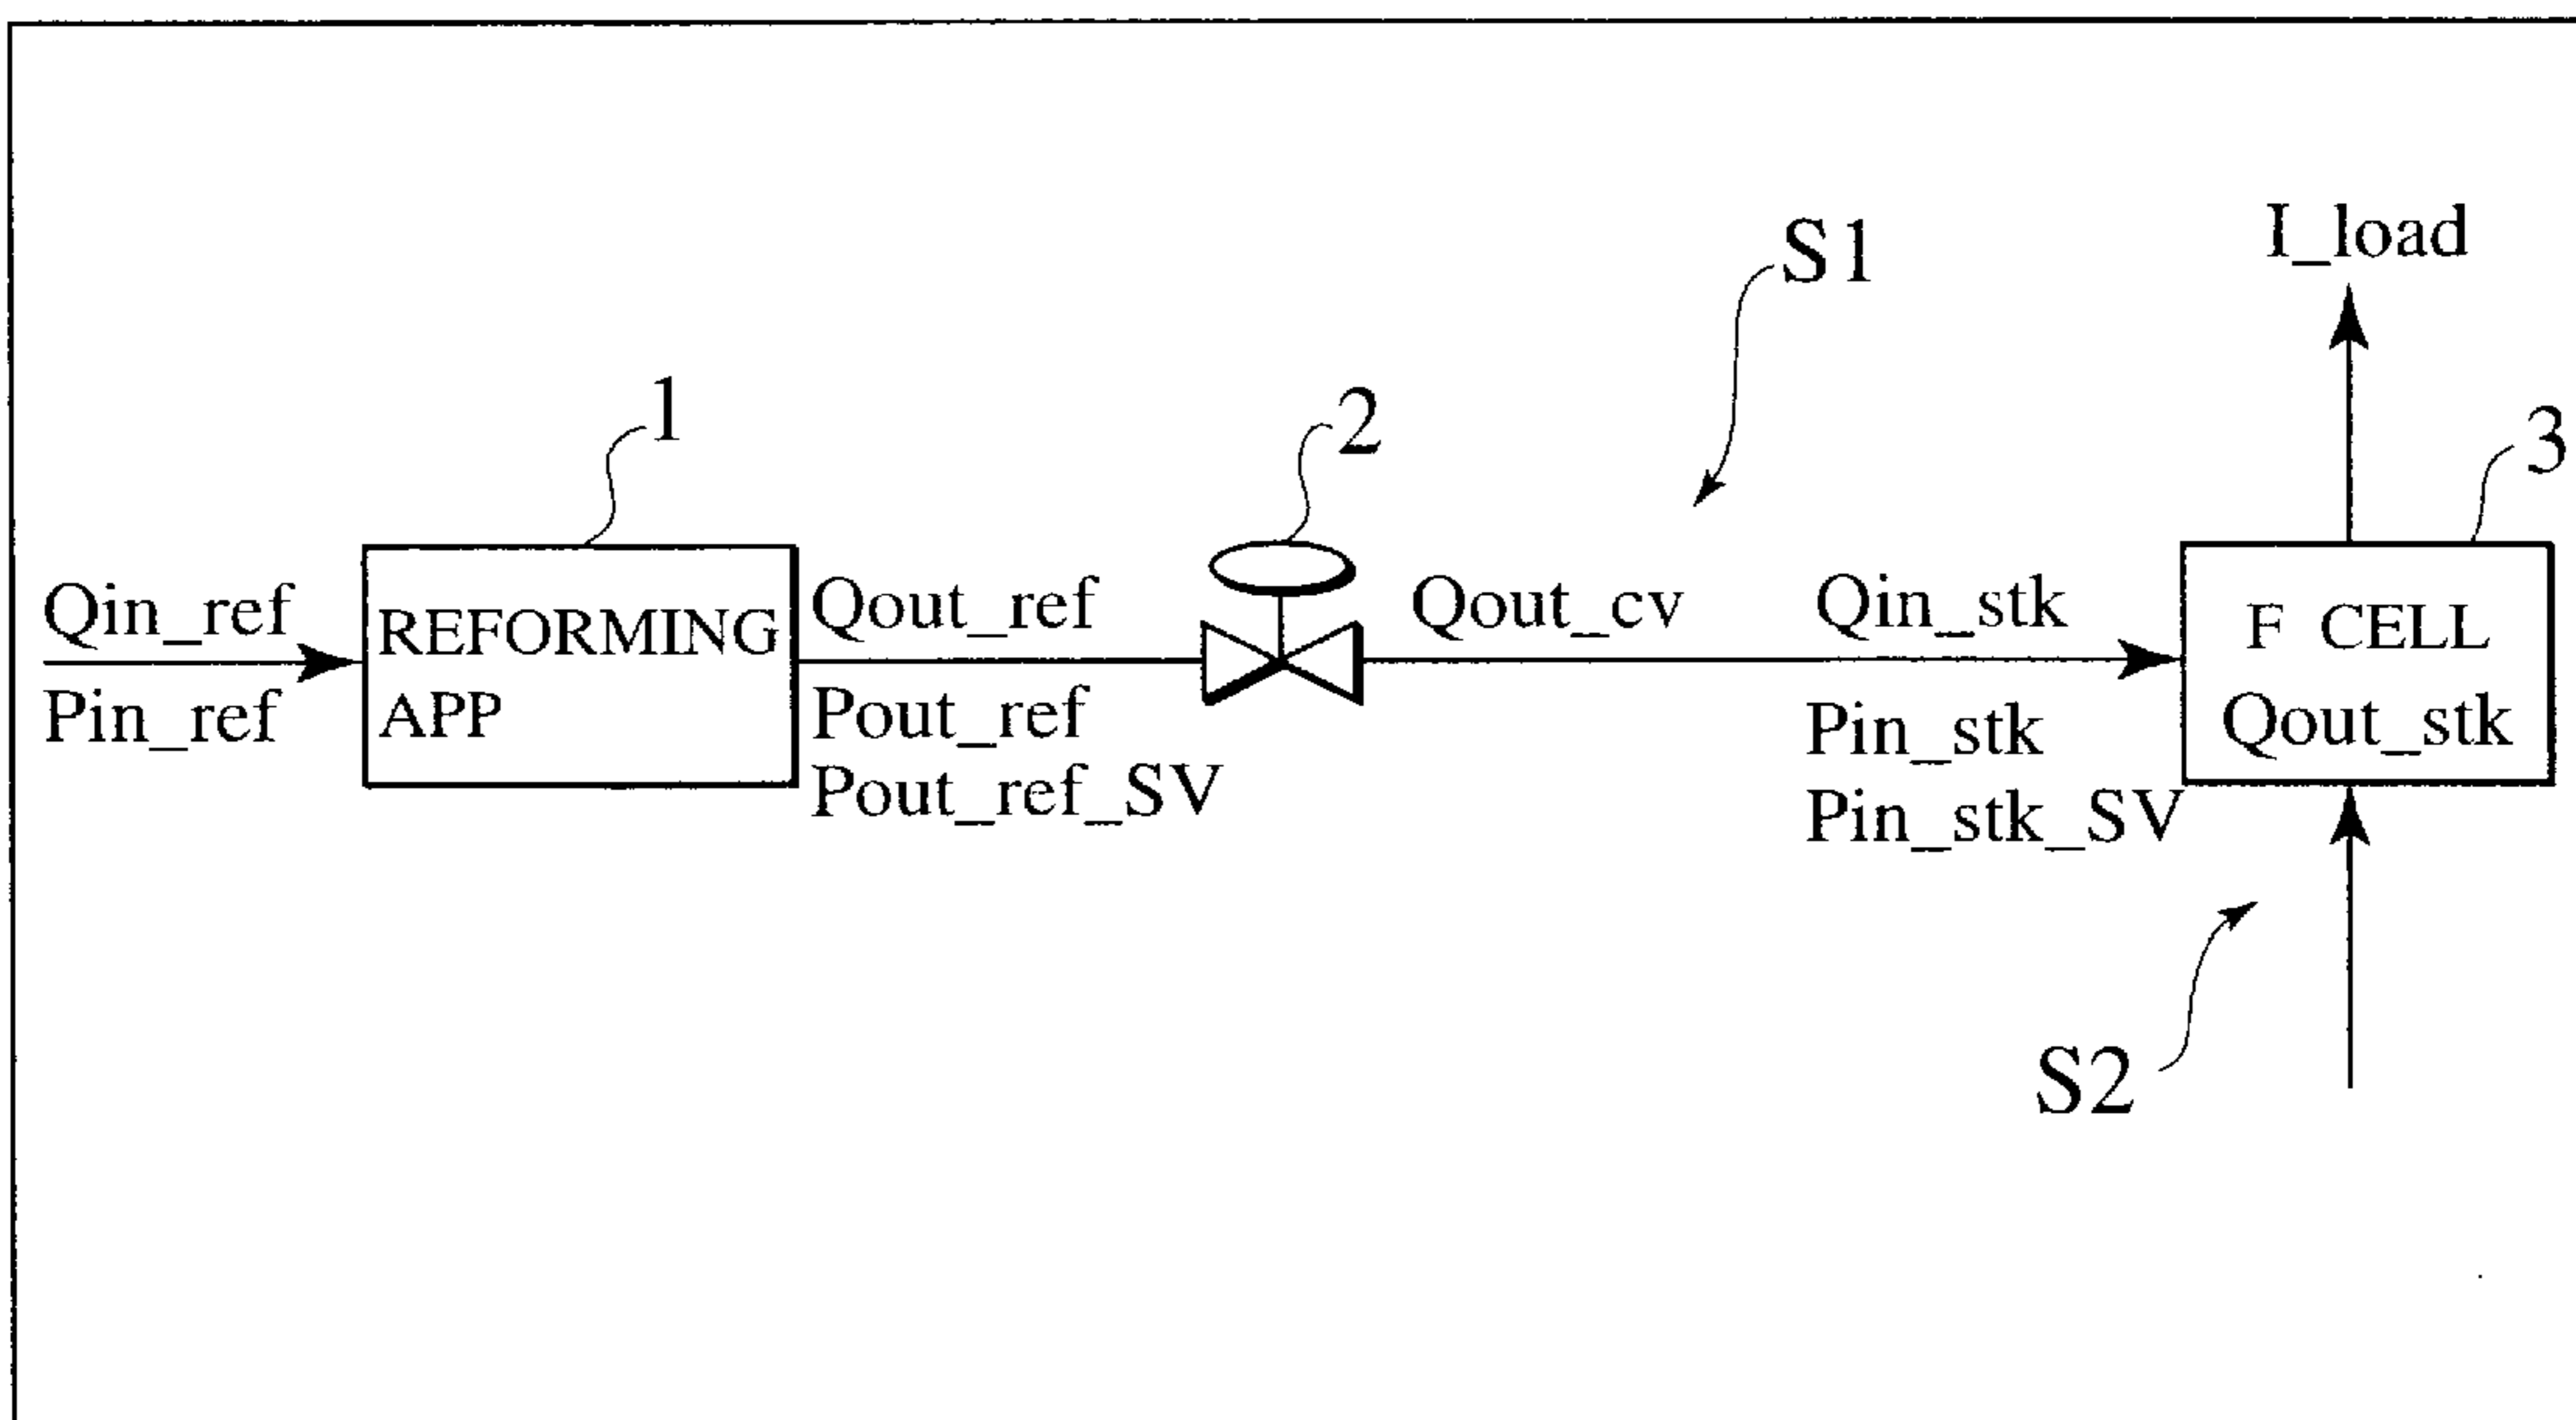 I_load
S1
1
2
3
Qin_ref
Pin_ref
REFORMING
APP
Qout_ref
Pout_ref
Pout_ref_SV
Qout_cv
Qin_stk
Pin_stk
Pin_stk_SV
F CELL
Qout_stk
S2